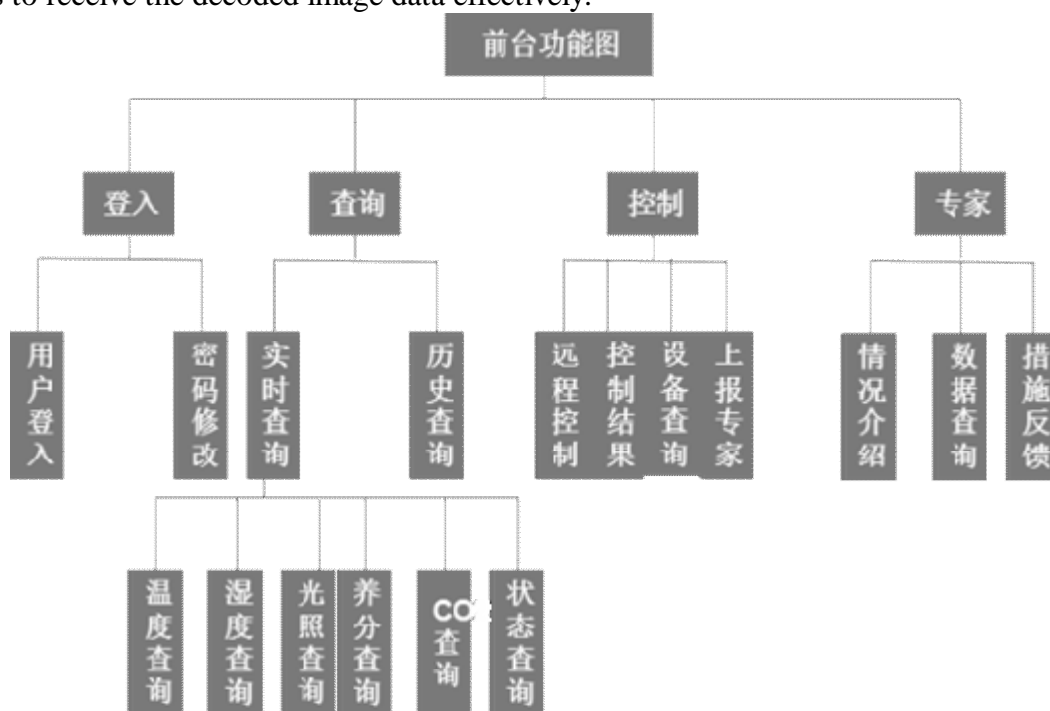 to receive the decoded image data effectively.
前台功能图
登入
查询
控制
专家
用户登入
密码修改
实时查询
历史查询
远程控制
控制结果
设备查询
上报专家
情况介绍
数据查询
措施反馈
温度查询
湿度查询
光照查询
养分查询
CO2查询
状态查询